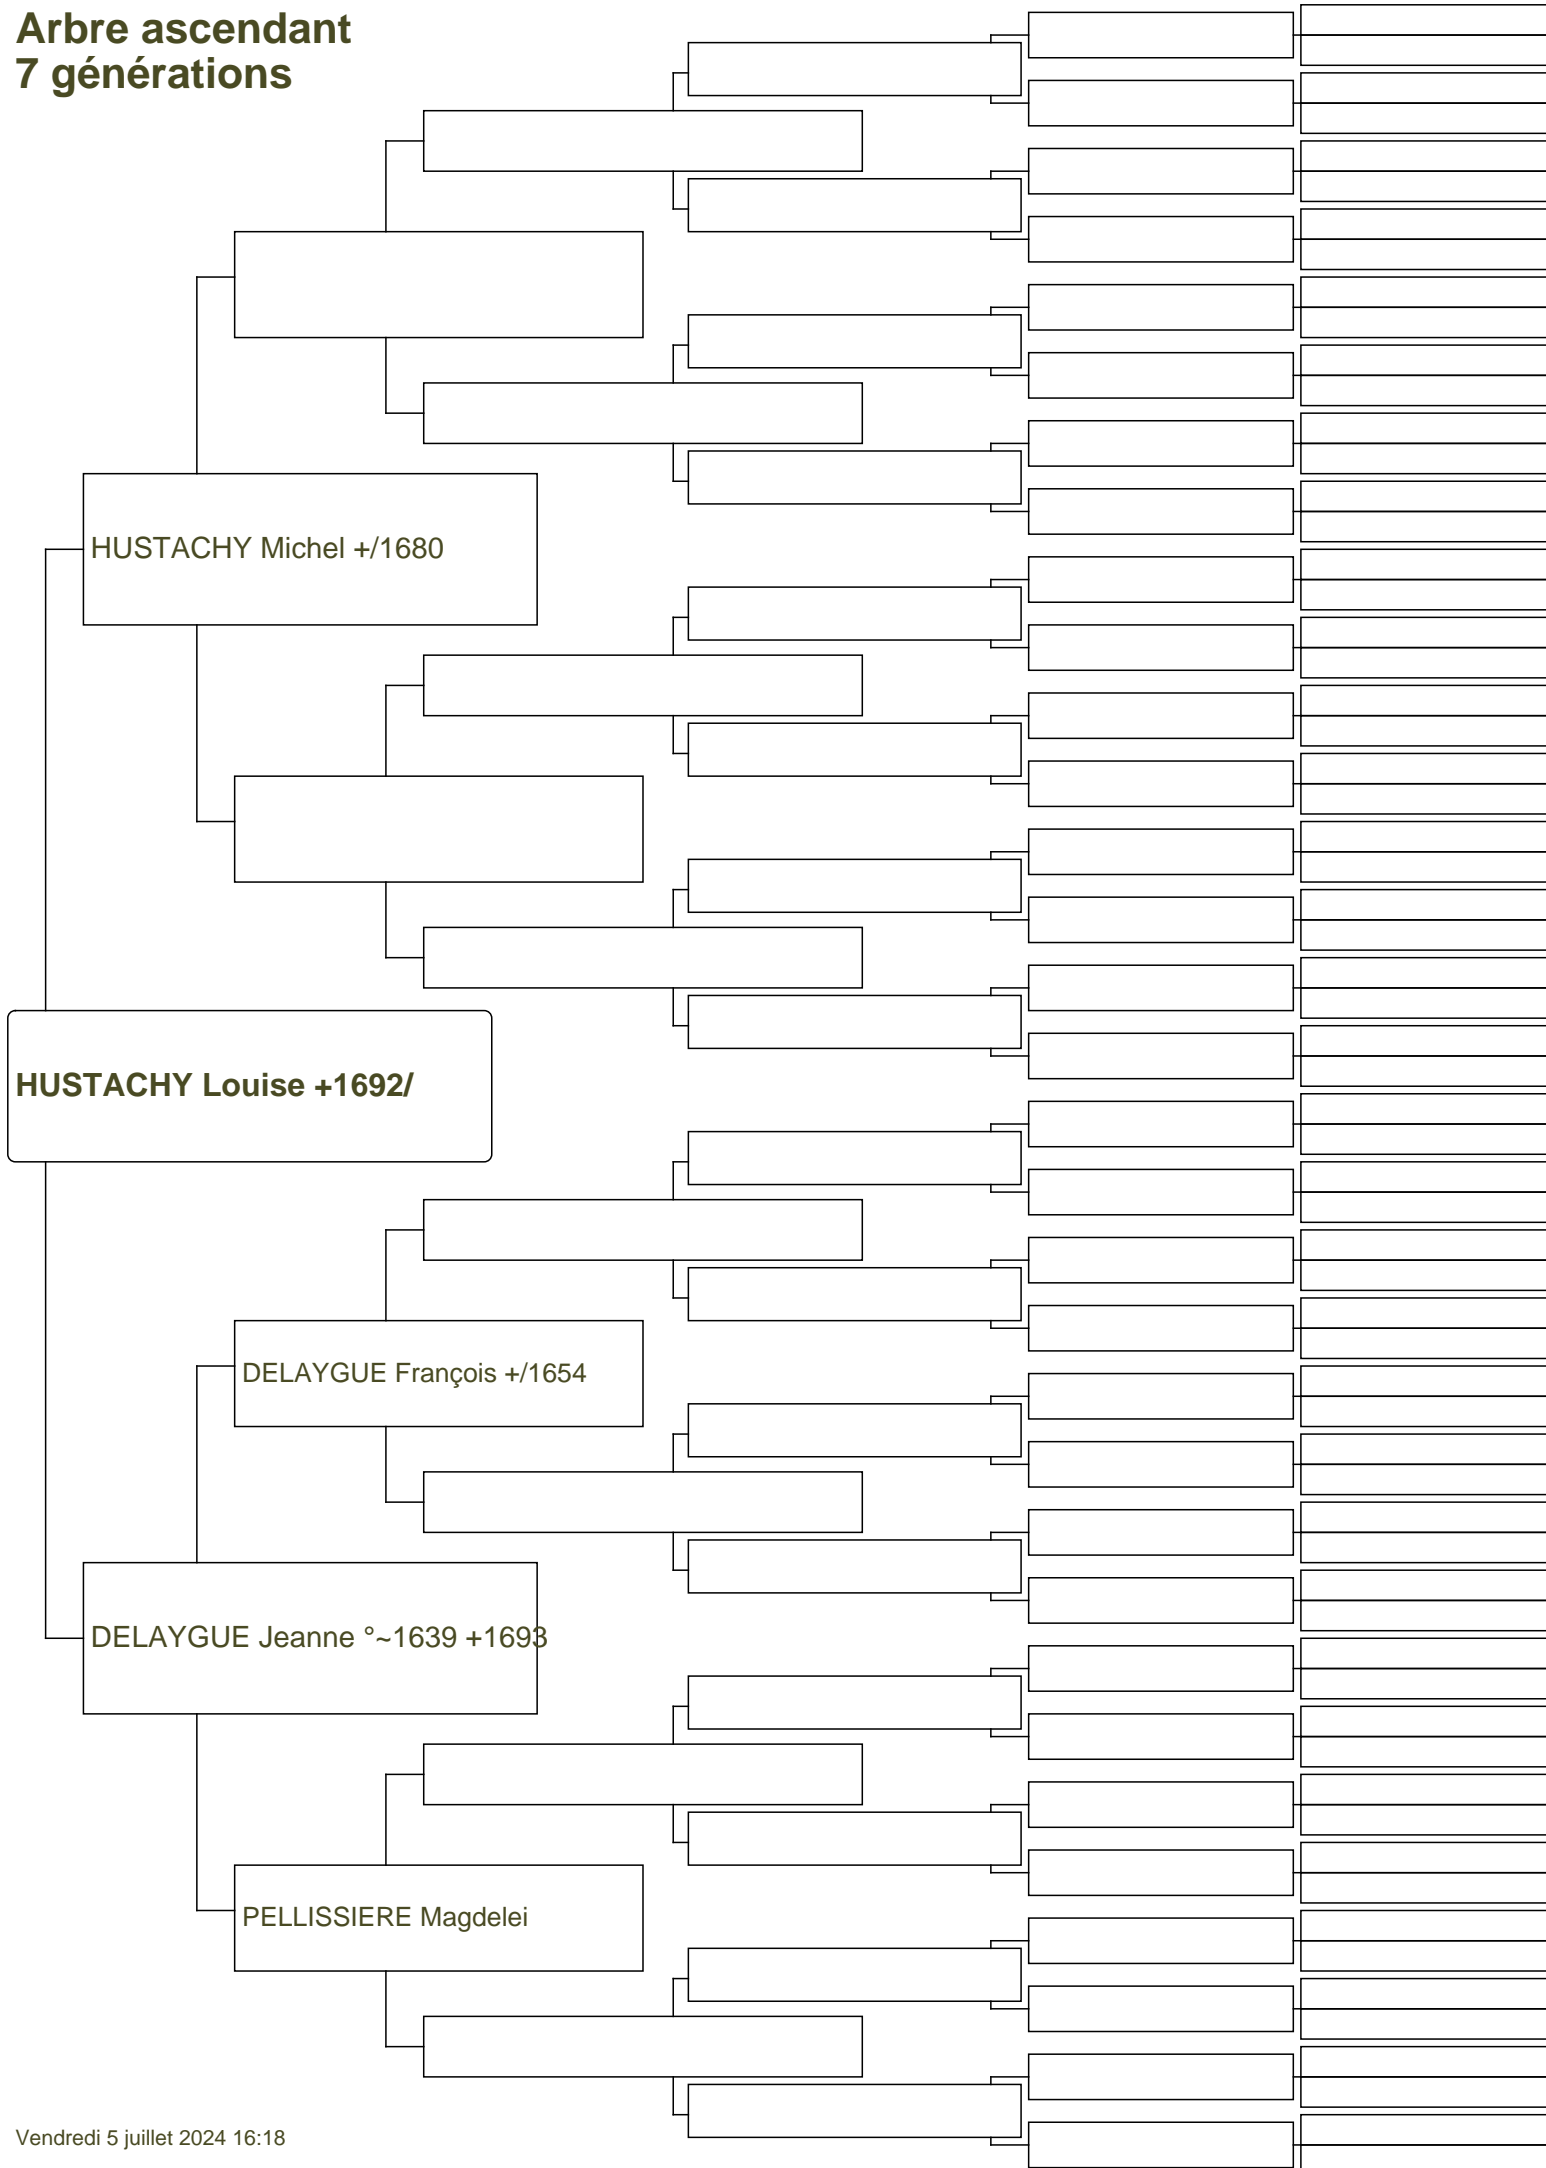 Arbre ascendant
7 générations
HUSTACHY Michel +/1680
HUSTACHY Louise +1692/
DELAYGUE François +/1654
DELAYGUE Jeanne °~1639 +1693
PELLISSIERE Magdelei
Vendredi 5 juillet 2024 16:18